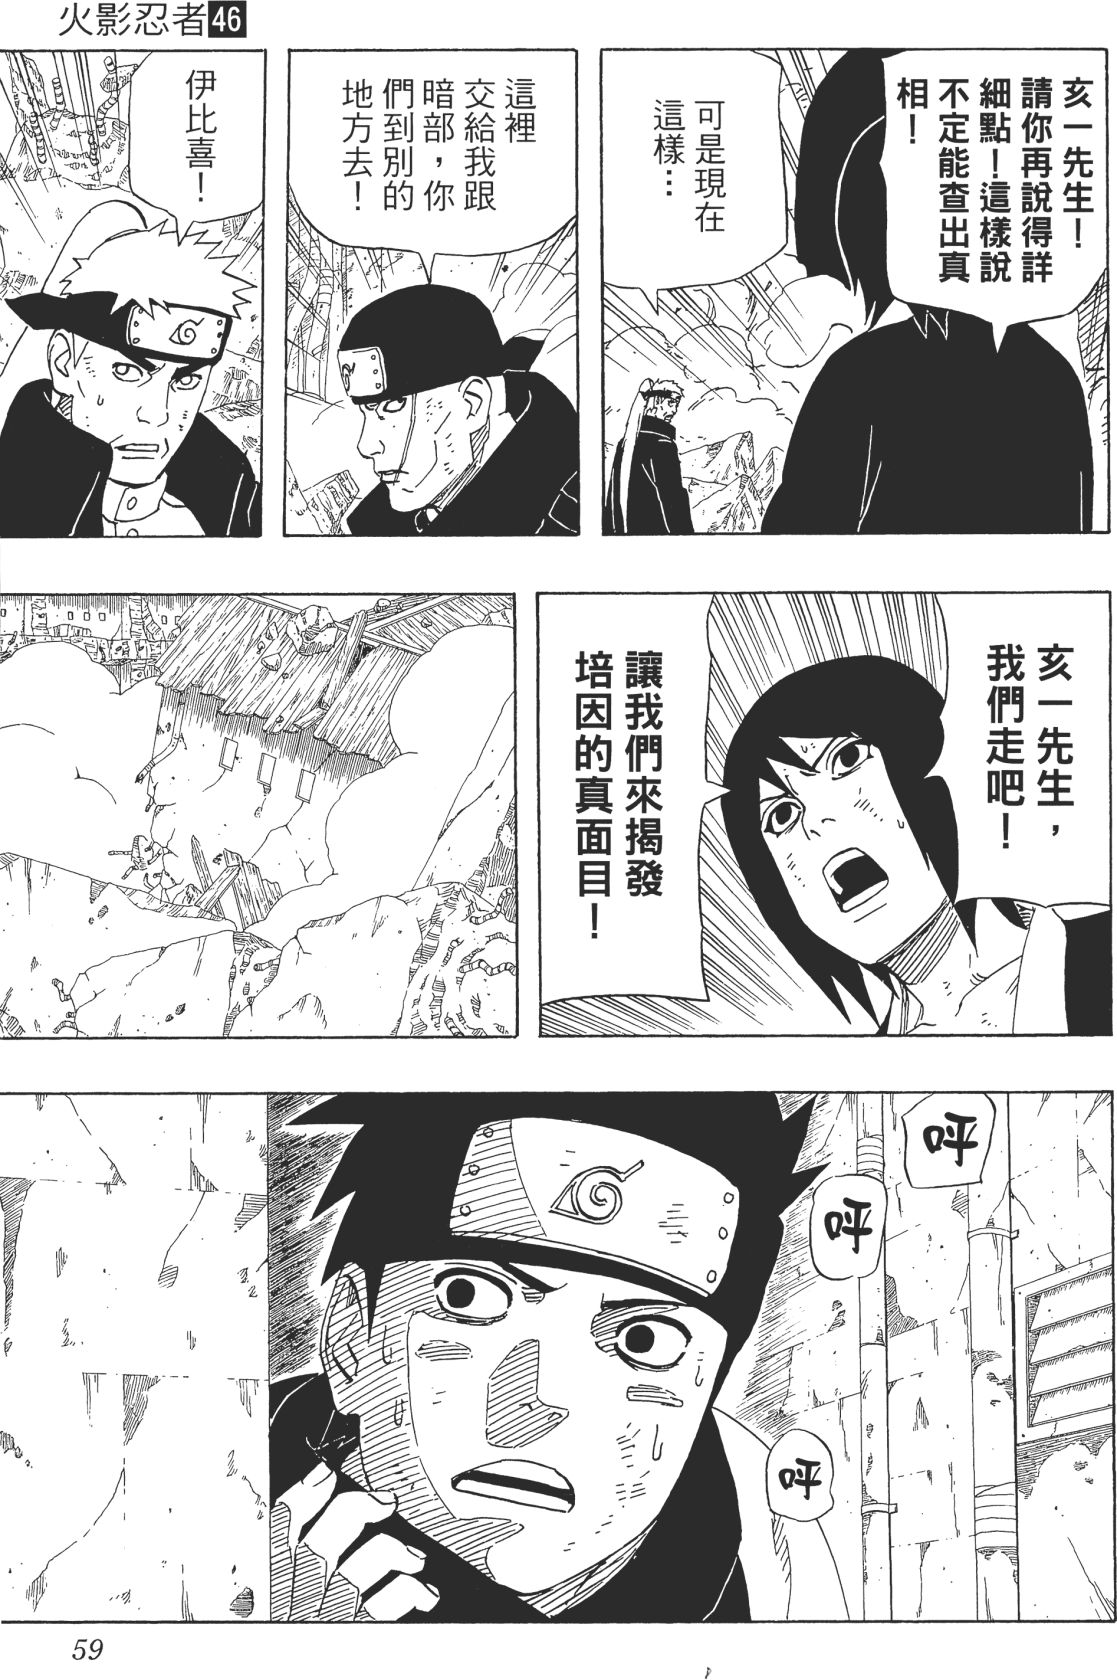 火影忍者46
亥一先生！
請你再說得詳
細點！這樣說
不定能查出真
相！
可是現在
這樣…
這裡
交給我跟
暗部，你
們到別的
地方去！
伊比喜！
亥一先生，
我們走吧！
讓我們來揭發
培因的真面目！
呼
呼
呼
59